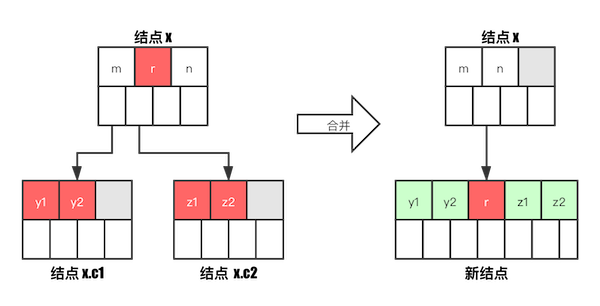 结点 x
结点 x
m r n
m n
合并
y1 y2
z1 z2
y1 y2 r z1 z2
结点 x.c1
结点 x.c2
新结点